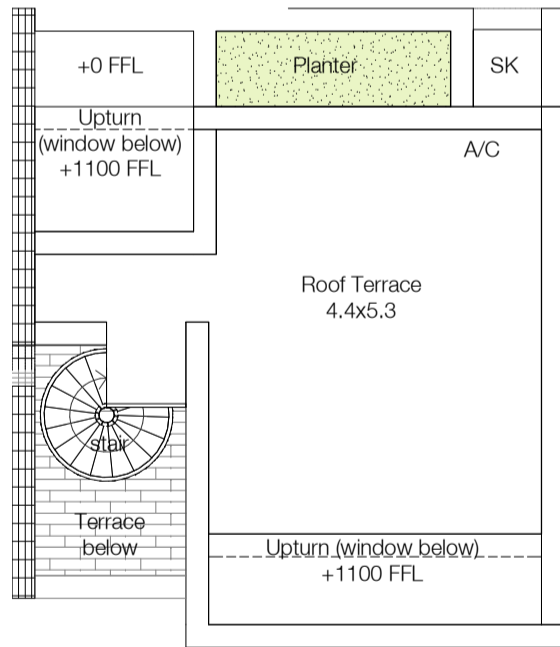 +0 FFL
Planter
SK
Upturn
(window below)
+1100 FFL
A/C
Roof Terrace
4.4x5.3
stair
Terrace
below
Upturn (window below)
+1100 FFL